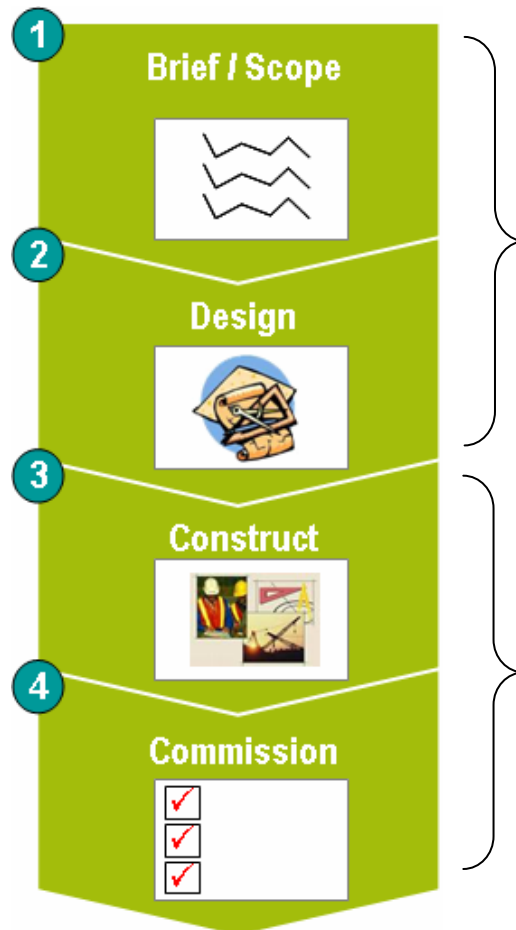 1
Brief / Scope
2
Design
3
Construct
4
Commission